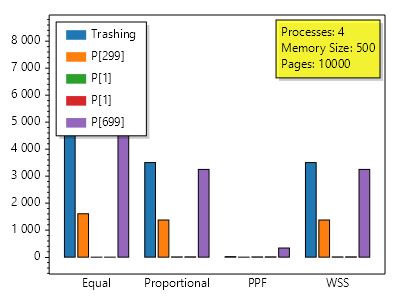 8 000
7 000
6 000
5 000
4 000
3 000
2 000
1 000
0
Trashing
P[299]
P[1]
P[1]
P[699]
Processes: 4
Memory Size: 500
Pages: 10000
Equal
Proportional
PPF
WSS